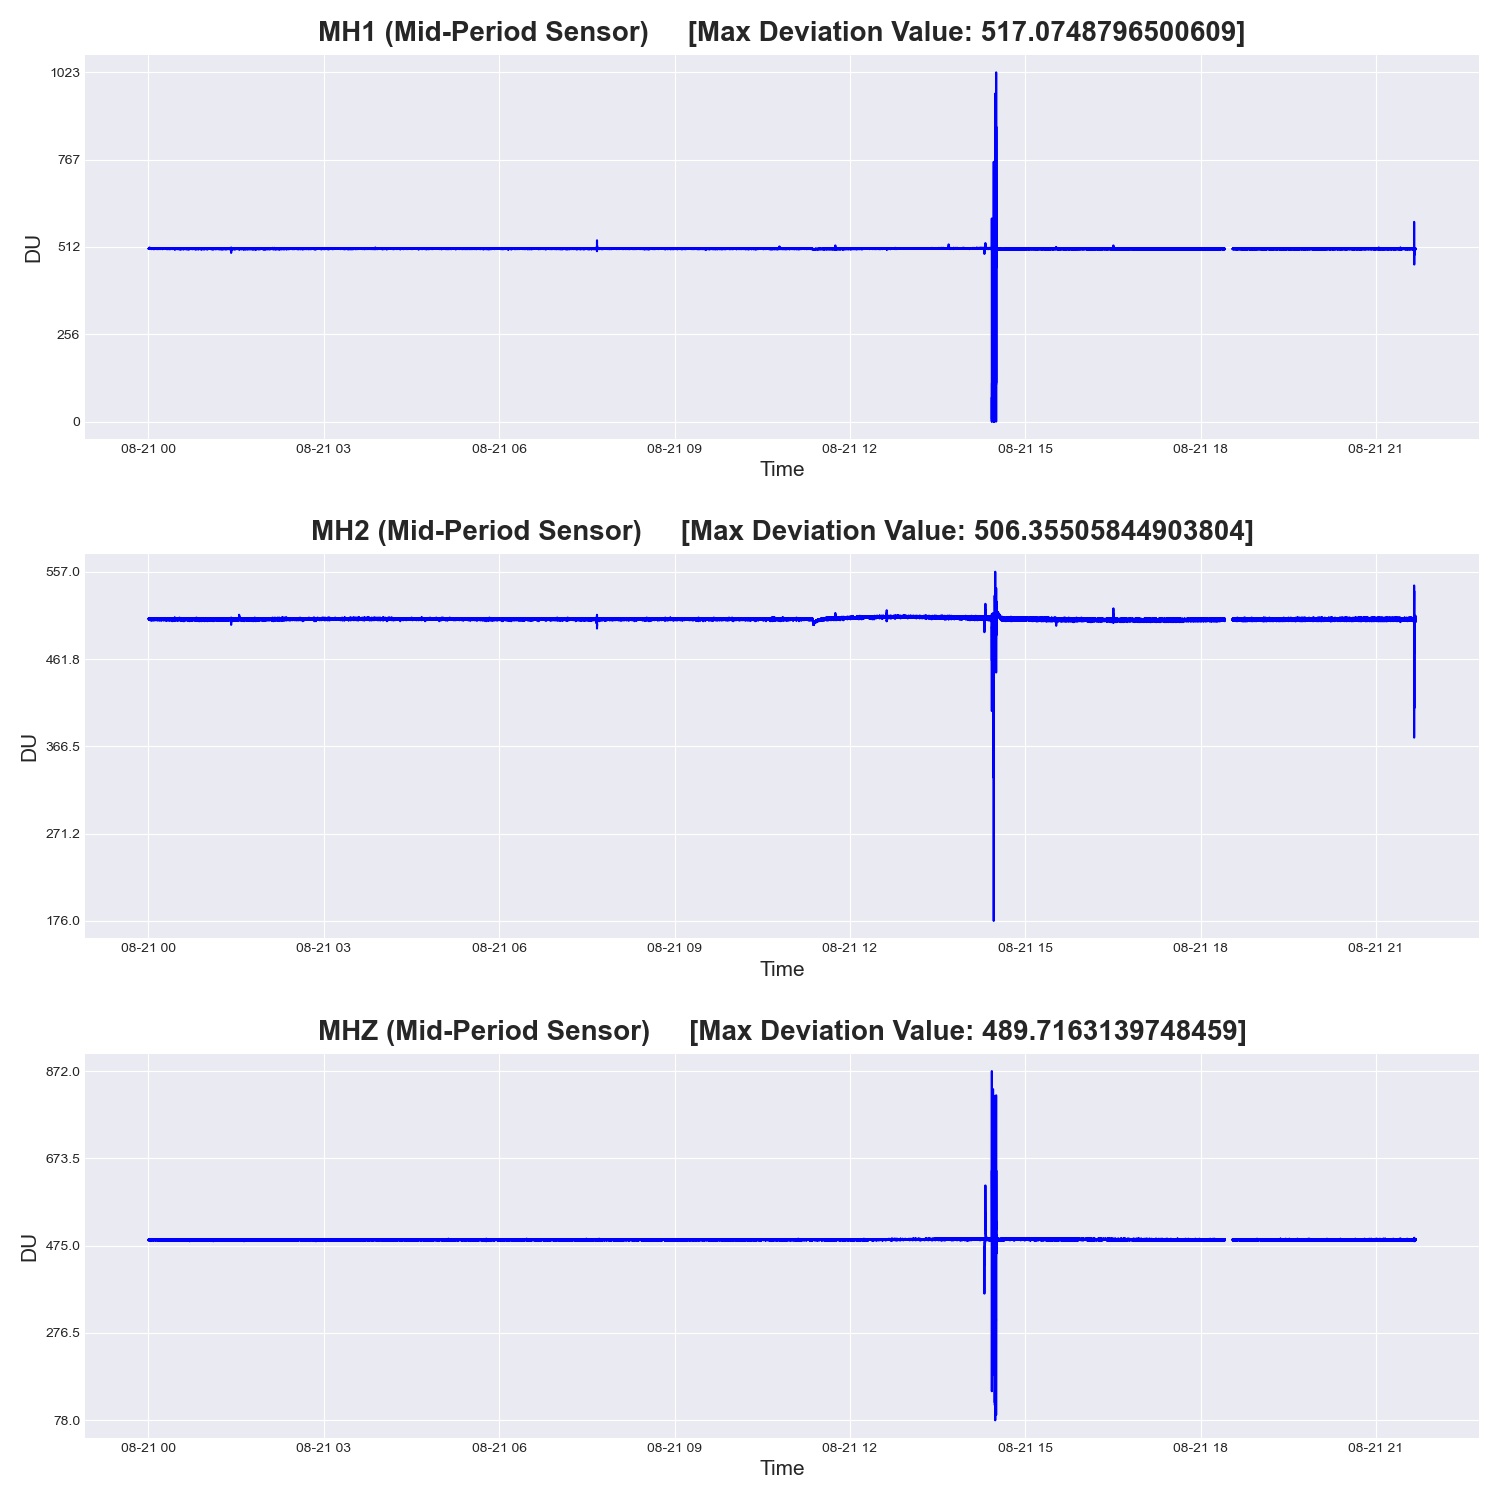 MH1 (Mid-Period Sensor) [Max Deviation Value: 517.0748796500609]
1023
767
512
256
0
DU
08-21 00 08-21 03 08-21 06 08-21 09 08-21 12 08-21 15 08-21 18 08-21 21
Time
MH2 (Mid-Period Sensor) [Max Deviation Value: 506.35505844903804]
557.0
461.8
366.5
271.2
176.0
DU
08-21 00 08-21 03 08-21 06 08-21 09 08-21 12 08-21 15 08-21 18 08-21 21
Time
MHZ (Mid-Period Sensor) [Max Deviation Value: 489.7163139748459]
872.0
673.5
475.0
276.5
78.0
DU
08-21 00 08-21 03 08-21 06 08-21 09 08-21 12 08-21 15 08-21 18 08-21 21
Time